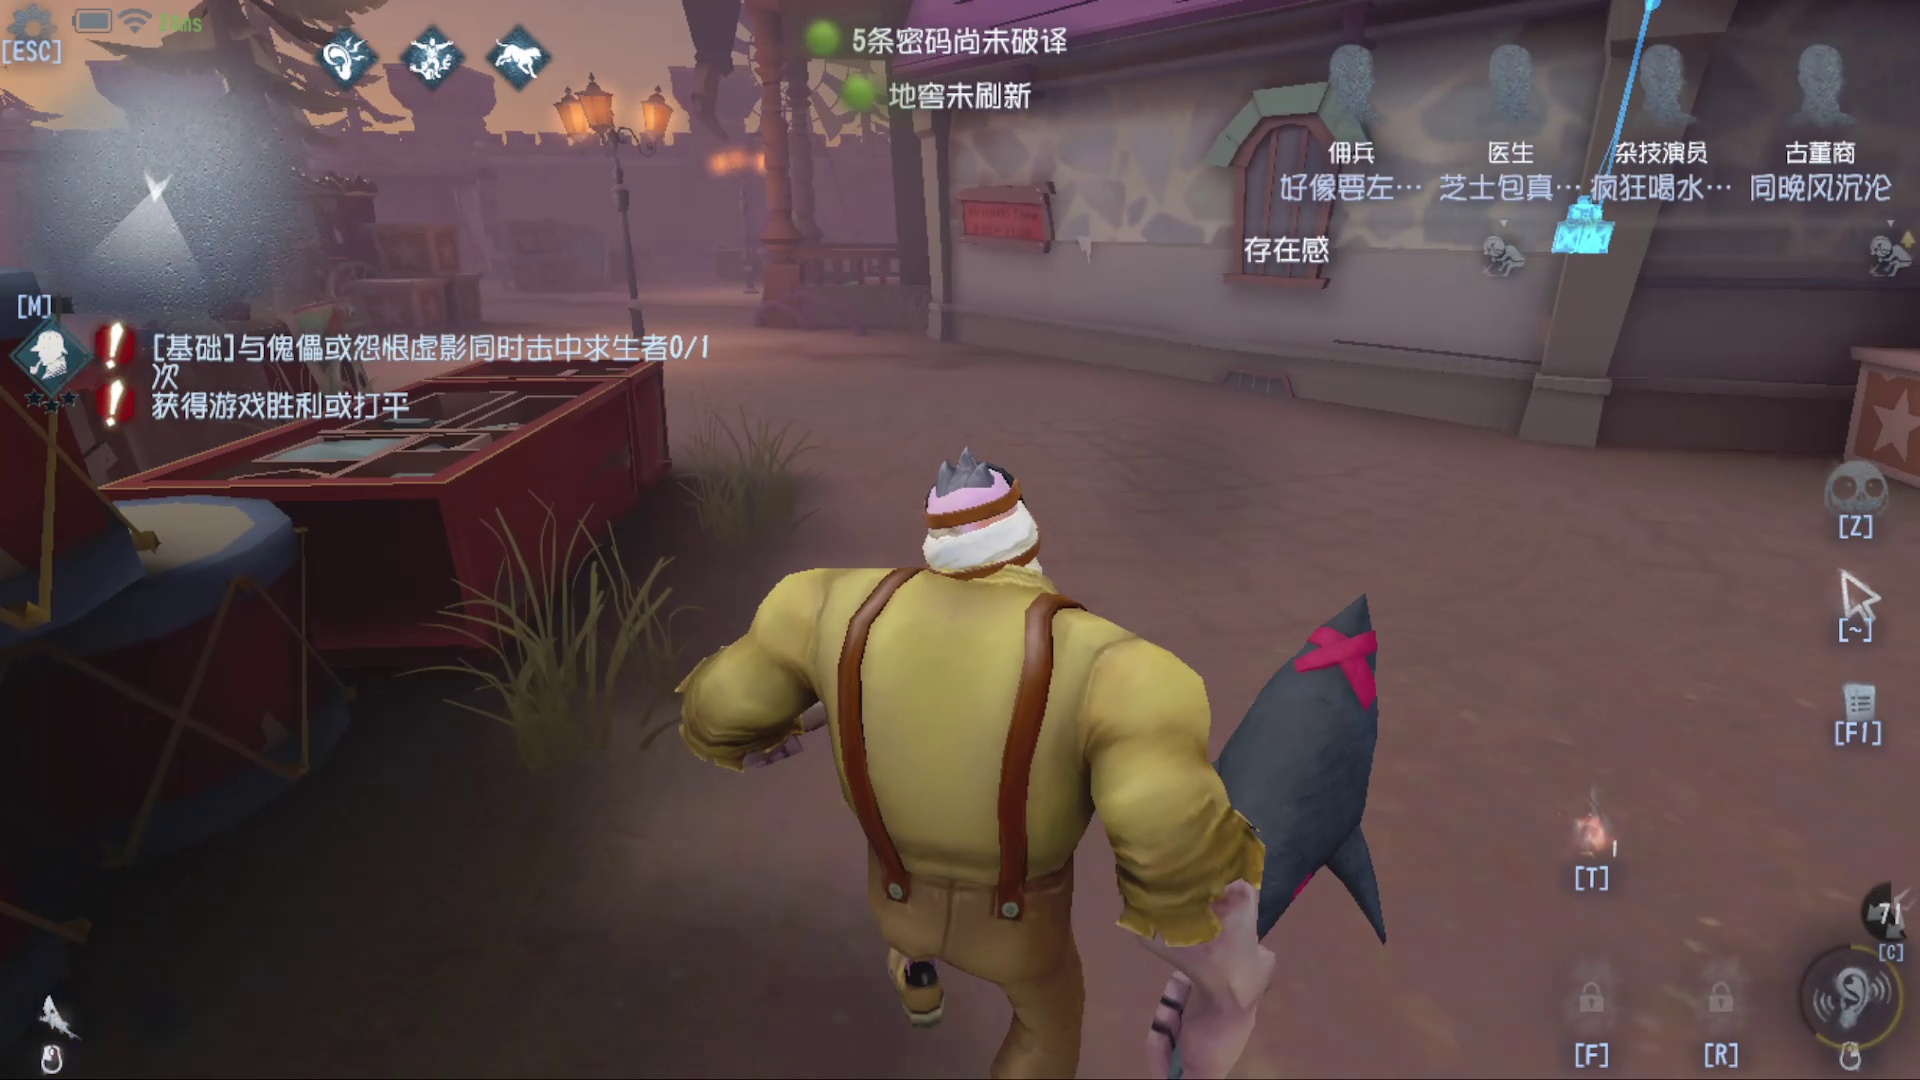 28ms
[ESC]
5条密码尚未破译
地窖未刷新
佣兵
医生
杂技演员
古董商
好像要左…
芝士包真…
疯狂喝水…
同晚风沉沦
存在感
[M]
[基础]与傀儡或怨恨虚影同时击中求生者0/1
次
获得游戏胜利或打平
[Z]
[~]
[F1]
1
[T]
71
[C]
[F]
[R]